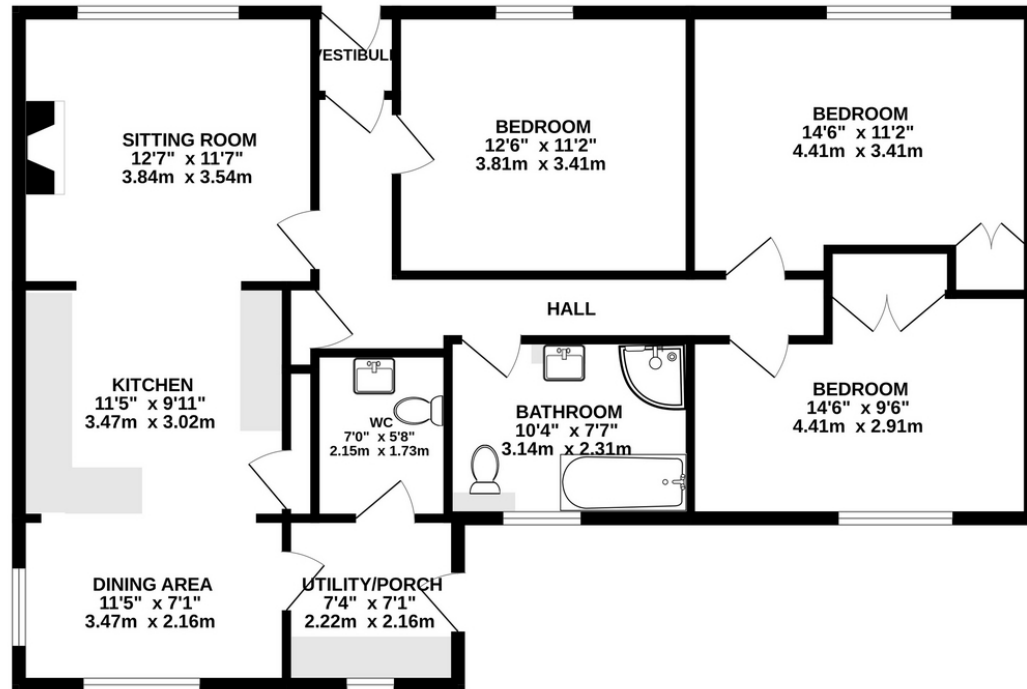 VESTIBULE
SITTING ROOM
12'7" x 11'7"
3.84m x 3.54m
BEDROOM
12'6" x 11'2"
3.81m x 3.41m
BEDROOM
14'6" x 11'2"
4.41m x 3.41m
HALL
KITCHEN
11'5" x 9'11"
3.47m x 3.02m
WC
7'0" x 5'8"
2.15m x 1.73m
BATHROOM
10'4" x 7'7"
3.14m x 2.31m
BEDROOM
14'6" x 9'6"
4.41m x 2.91m
DINING AREA
11'5" x 7'1"
3.47m x 2.16m
UTILITY/PORCH
7'4" x 7'1"
2.22m x 2.16m